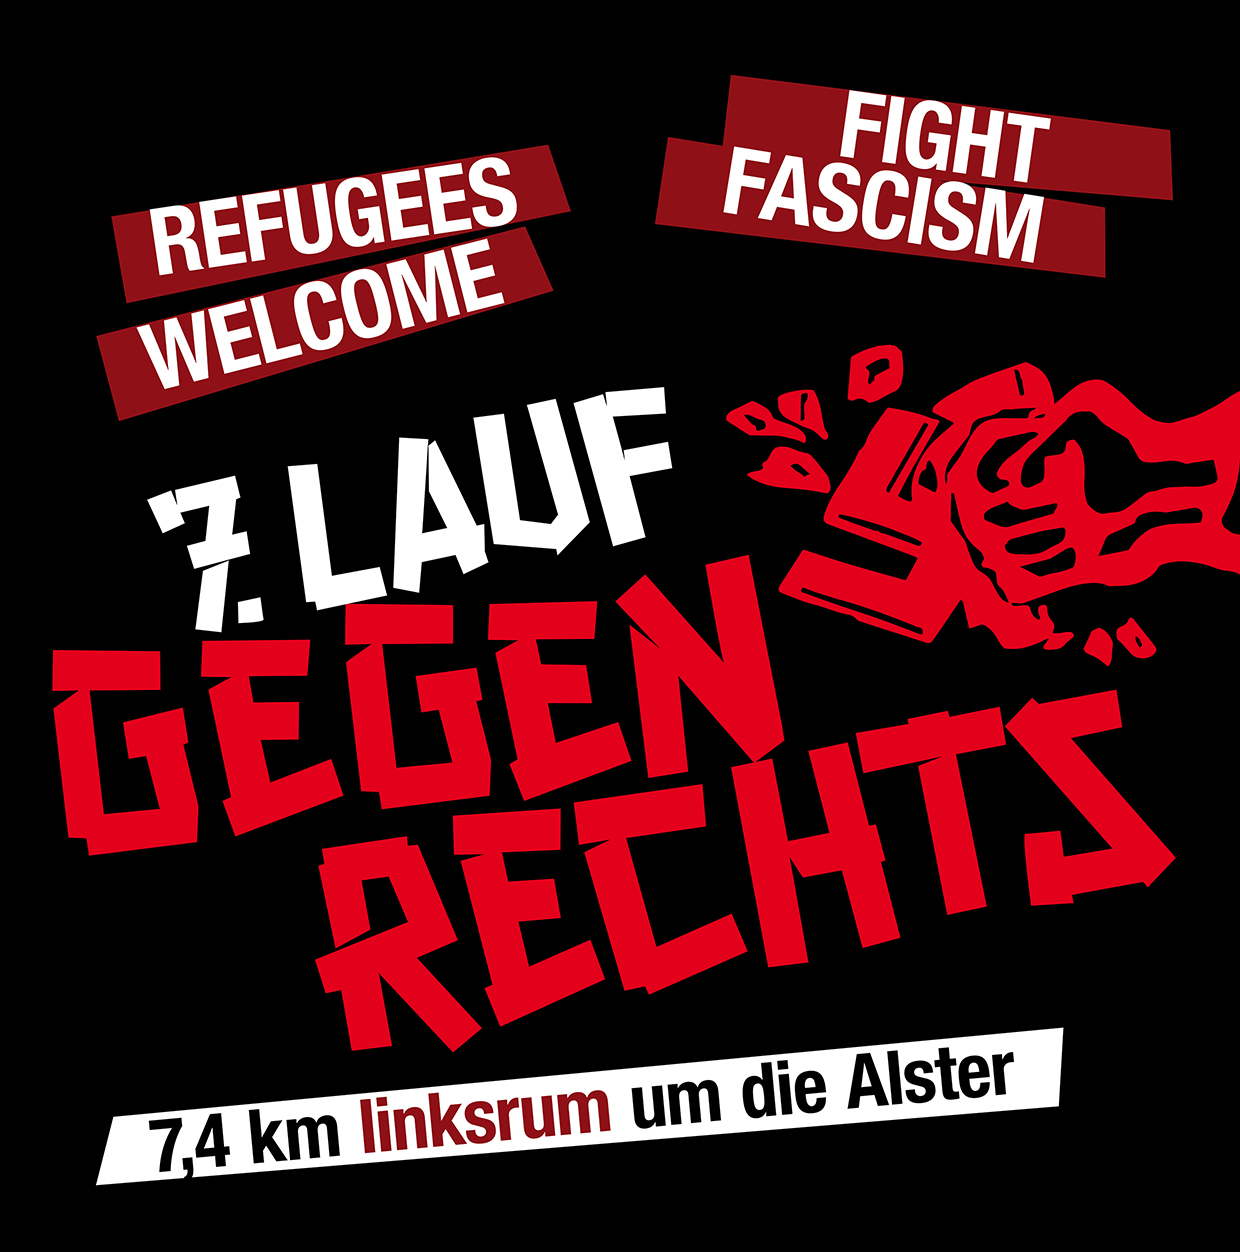 REFUGEES
WELCOME
FIGHT
FASCISM
7. LAUF
GEGEN
RECHTS
7,4 km linksrum um die Alster